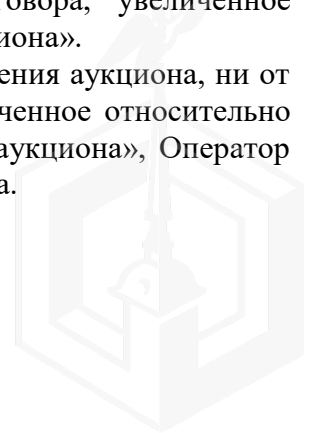 говора, увеличенное
иона».
ения аукциона, ни от
ченное относительно
аукциона», Оператор
а.